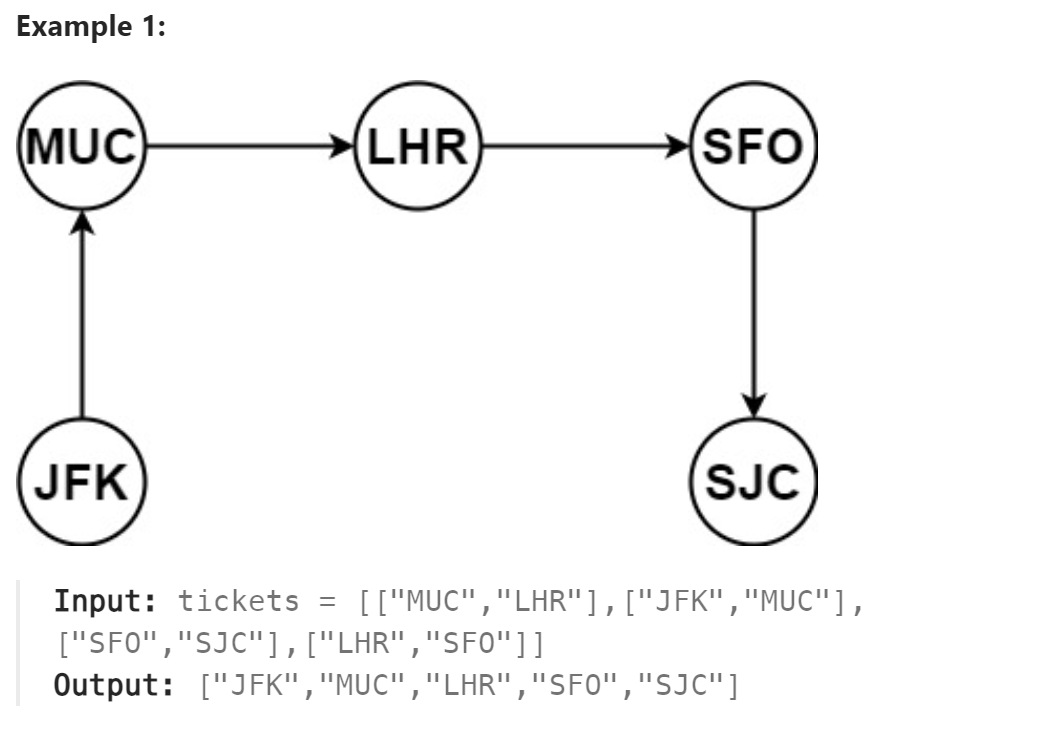 Example 1:
MUC LHR SFO
JFK SJC
Input: tickets = [["MUC","LHR"],["JFK","MUC"],
["SFO","SJC"],["LHR","SFO"]]
Output: ["JFK","MUC","LHR","SFO","SJC"]